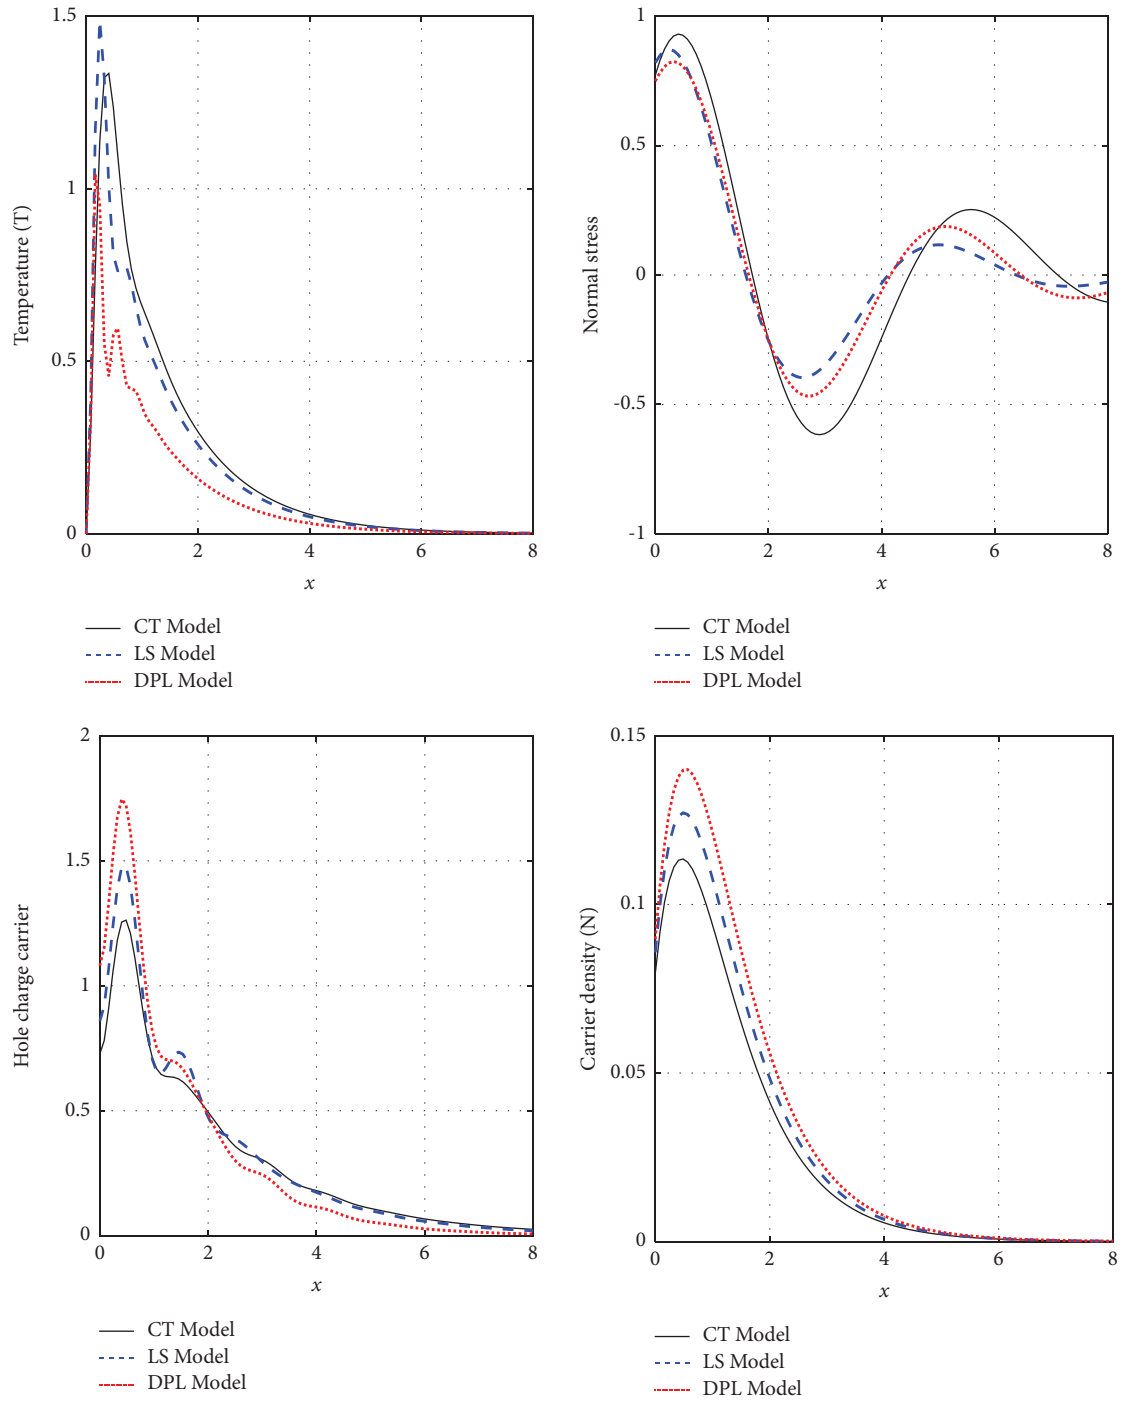 1.5
1
0.5
0
Temperature (T)
0 2 4 6 8
x
CT Model
LS Model
DPL Model
1
0.5
0
-0.5
-1
Normal stress
0 2 4 6 8
x
CT Model
LS Model
DPL Model
2
1.5
1
0.5
0
Hole charge carrier
0 2 4 6 8
x
CT Model
LS Model
DPL Model
0.15
0.1
0.05
0
Carrier density (N)
0 2 4 6 8
x
CT Model
LS Model
DPL Model